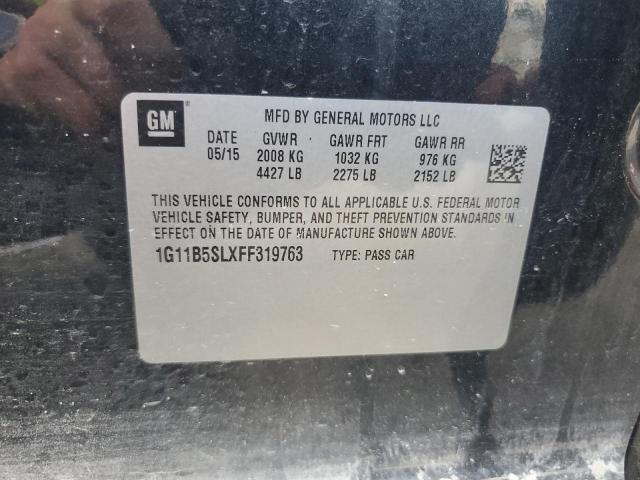 GM ®
MFD BY GENERAL MOTORS LLC
DATE GVWR GAWR FRT GAWR RR
05/15 2008 KG 1032 KG 976 KG
4427 LB 2275 LB 2152 LB
THIS VEHICLE CONFORMS TO ALL APPLICABLE U.S. FEDERAL MOTOR
VEHICLE SAFETY, BUMPER, AND THEFT PREVENTION STANDARDS IN
EFFECT ON THE DATE OF MANUFACTURE SHOWN ABOVE.
1G11B5SLXFF319763 TYPE: PASS CAR